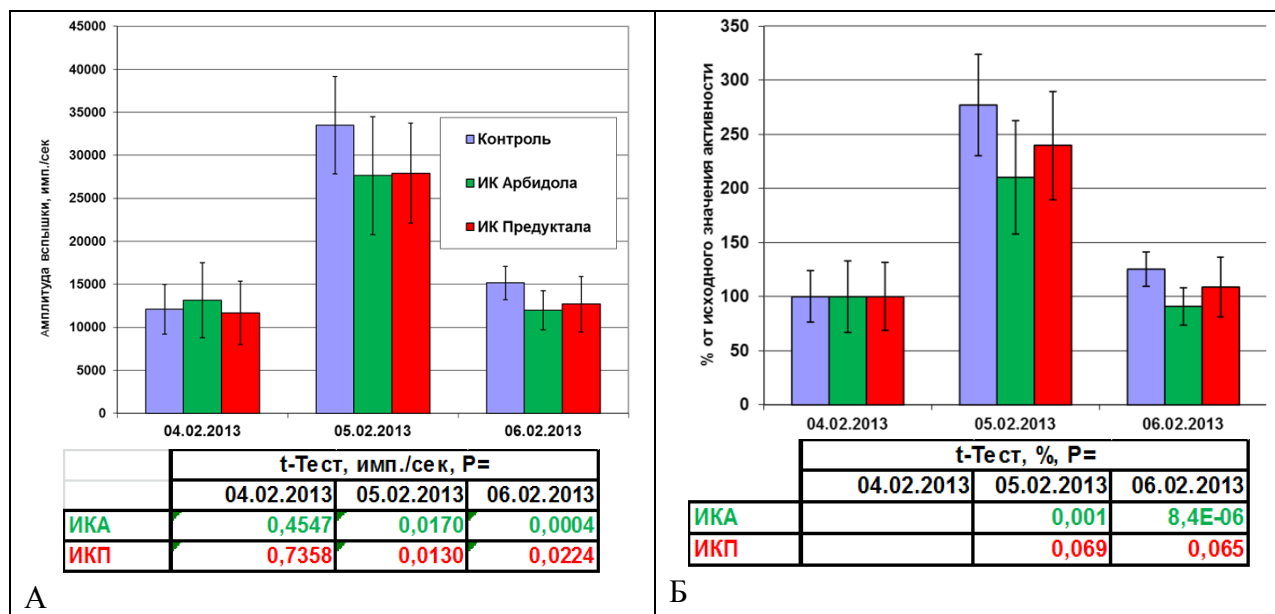 Амплитуда вспышки, имп./сек
45000
40000
35000
30000
25000
20000
15000
10000
5000
0
Контроль
ИК Арбидола
ИК Предуктала
04.02.2013 05.02.2013 06.02.2013
t-Тест, имп./сек, P=
04.02.2013 05.02.2013 06.02.2013
ИКА 0,4547 0,0170 0,0004
ИКП 0,7358 0,0130 0,0224
А
% от исходного значения активности
350
300
250
200
150
100
50
0
04.02.2013 05.02.2013 06.02.2013
t-Тест, %, P=
04.02.2013 05.02.2013 06.02.2013
ИКА 0,001 8,4E-06
ИКП 0,069 0,065
Б